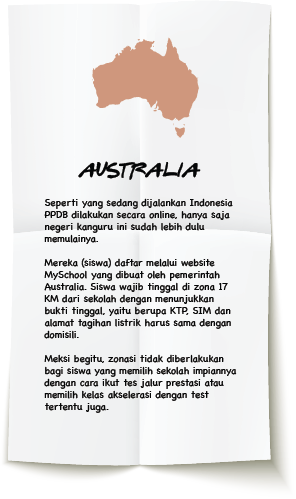 AUSTRALIA
Seperti yang sedang dijalankan Indonesia
PPDB dilakukan secara online, hanya saja
negeri kanguru ini sudah lebih dulu
memulainya.
Mereka (siswa) daftar melalui website
MySchool yang dibuat oleh pemerintah
Australia. Siswa wajib tinggal di zona 17
KM dari sekolah dengan menunjukkan
bukti tinggal, yaitu berupa KTP, SIM dan
alamat tagihan listrik harus sama dengan
domisili.
Meksi begitu, zonasi tidak diberlakukan
bagi siswa yang memilih sekolah impiannya
dengan cara ikut tes jalur prestasi atau
memilih kelas akselerasi dengan test
tertentu juga.